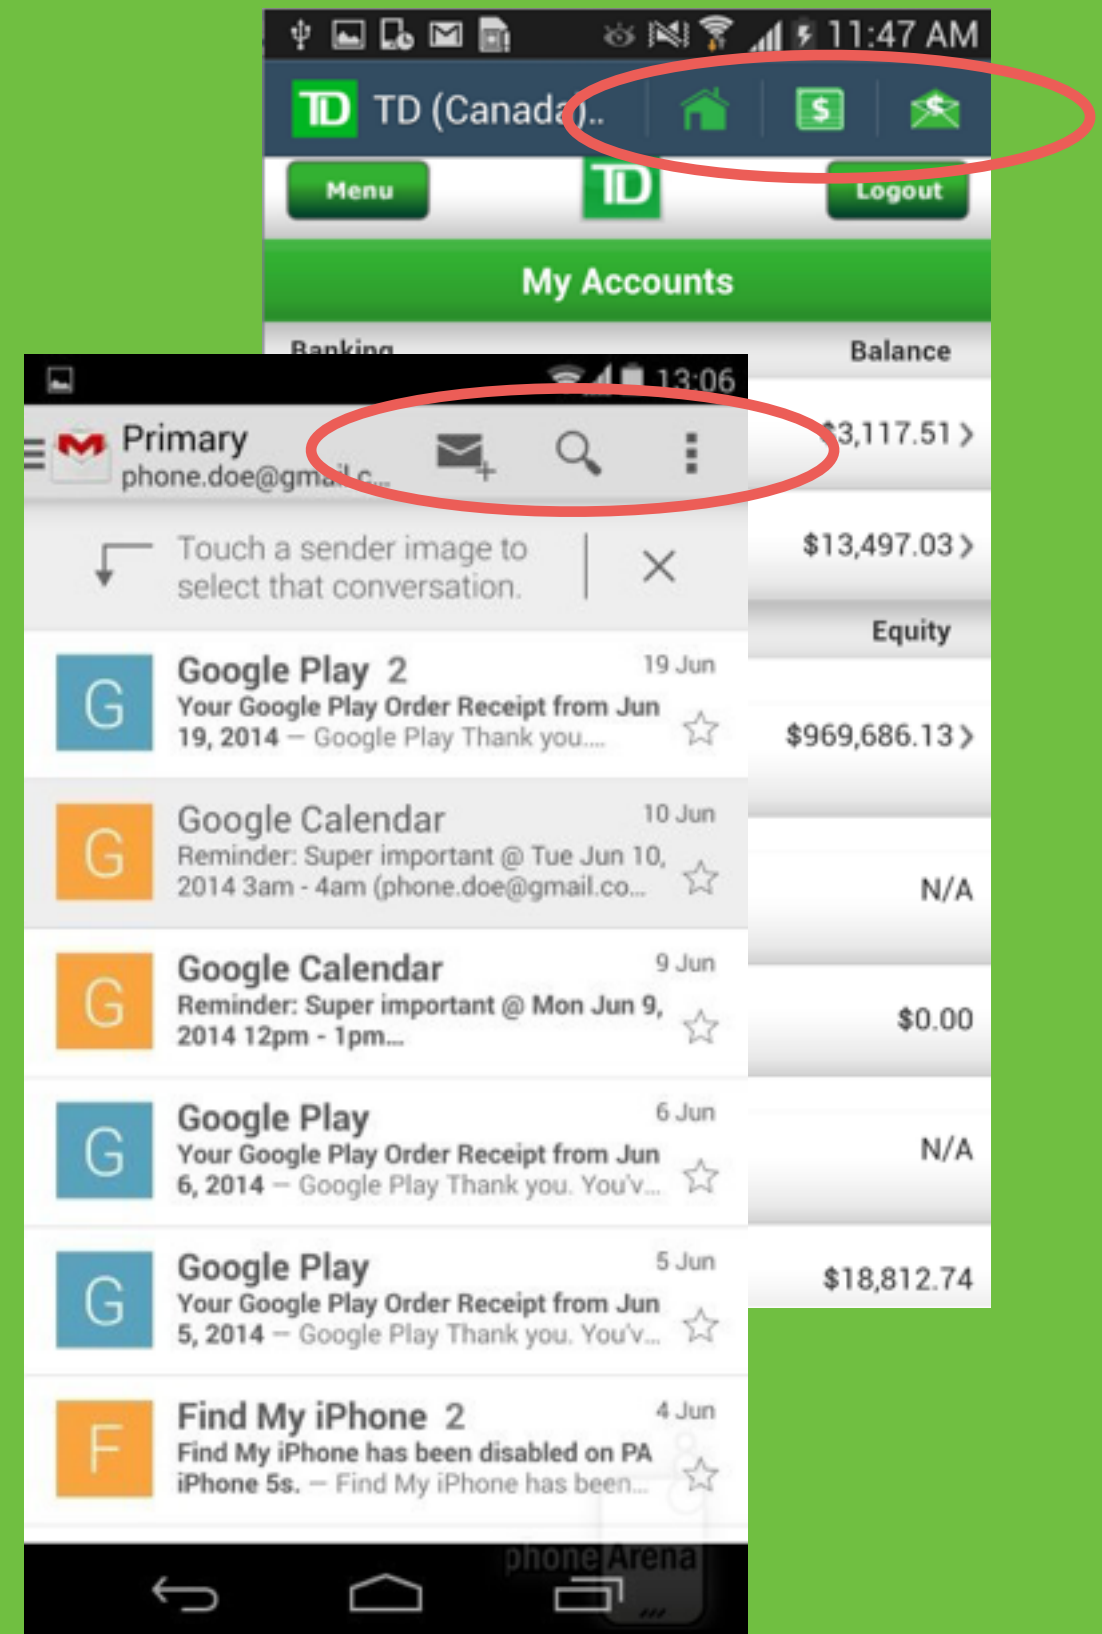 11:47 AM
TD TD (Canada)..
$
$
Menu
TD
Logout
My Accounts
Banking
Balance
$3,117.51
$13,497.03
Equity
$969,686.13
N/A
$0.00
N/A
$18,812.74
13:06
Primary
phone.doe@gmail.c...
Touch a sender image to
select that conversation.
G
Google Play 2
19 Jun
Your Google Play Order Receipt from Jun
19, 2014 – Google Play Thank you....
G
Google Calendar
10 Jun
Reminder: Super important @ Tue Jun 10,
2014 3am - 4am (phone.doe@gmail.co...
G
Google Calendar
9 Jun
Reminder: Super important @ Mon Jun 9,
2014 12pm - 1pm...
G
Google Play
6 Jun
Your Google Play Order Receipt from Jun
6, 2014 – Google Play Thank you. You'v...
G
Google Play
5 Jun
Your Google Play Order Receipt from Jun
5, 2014 – Google Play Thank you. You'v...
F
Find My iPhone 2
4 Jun
Find My iPhone has been disabled on PA
iPhone 5s. – Find My iPhone has been...
phoneArena